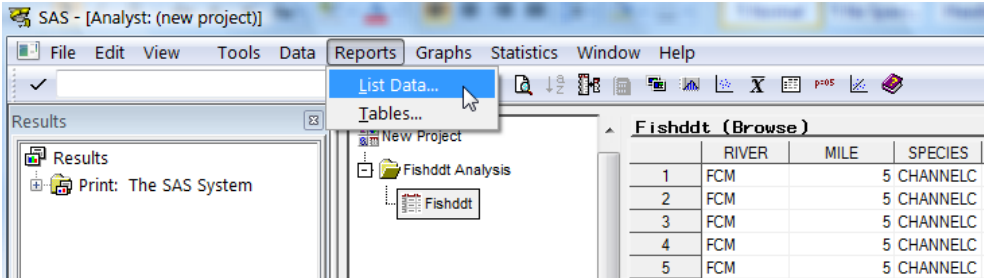 SAS - [Analyst: (new project)]
File Edit View Tools Data Reports Graphs Statistics Window Help
List Data...
Tables...
Results
Results
Print: The SAS System
New Project
Fishddt Analysis
Fishddt
p=05
Fishddt (Browse)
RIVER MILE SPECIES
1 FCM 5 CHANNELC
2 FCM 5 CHANNELC
3 FCM 5 CHANNELC
4 FCM 5 CHANNELC
5 FCM 5 CHANNELC